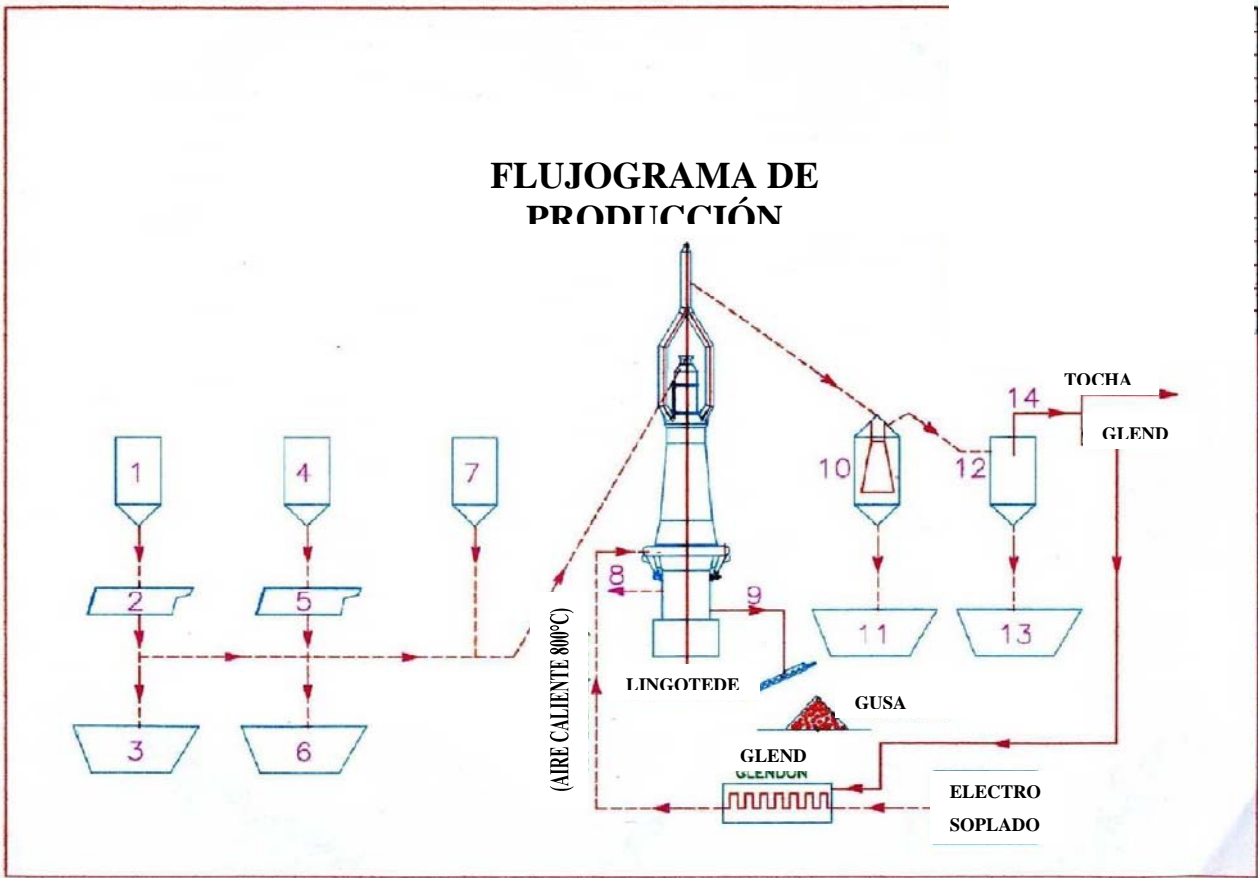 FLUJOGRAMA DE
PRODUCCIÓN
TOCHA
14
GLEND
1
4
7
10
12
2
5
8
9
11
13
(AIRE CALIENTE 800°C)
LINGOTEDE
GUSA
3
6
GLEND
GLENDON
ELECTRO
SOPLADO